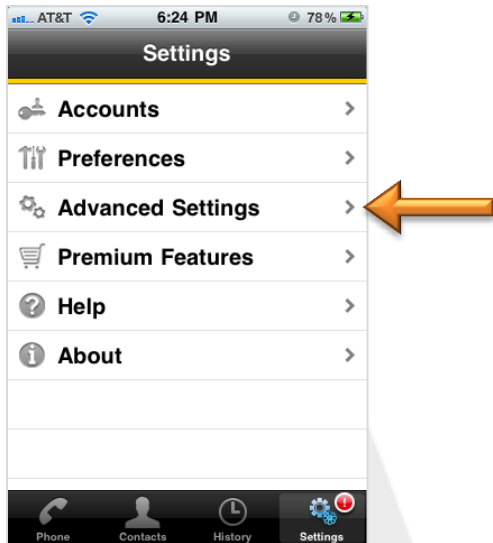 AT&T 6:24 PM 78%
Settings
Accounts
Preferences
Advanced Settings
Premium Features
Help
About
Phone Contacts History Settings